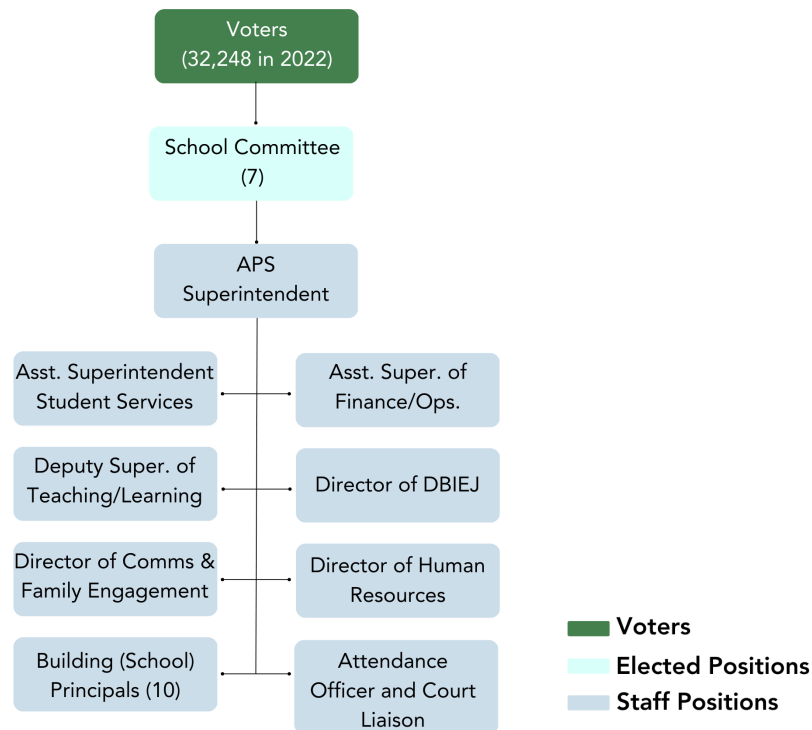 Voters
(32,248 in 2022)
School Committee
(7)
APS
Superintendent
Asst. Superintendent
Student Services
Asst. Super. of
Finance/Ops.
Deputy Super. of
Teaching/Learning
Director of DBIEJ
Director of Comms &
Family Engagement
Director of Human
Resources
Building (School)
Principals (10)
Attendance
Officer and Court
Liaison
Voters
Elected Positions
Staff Positions